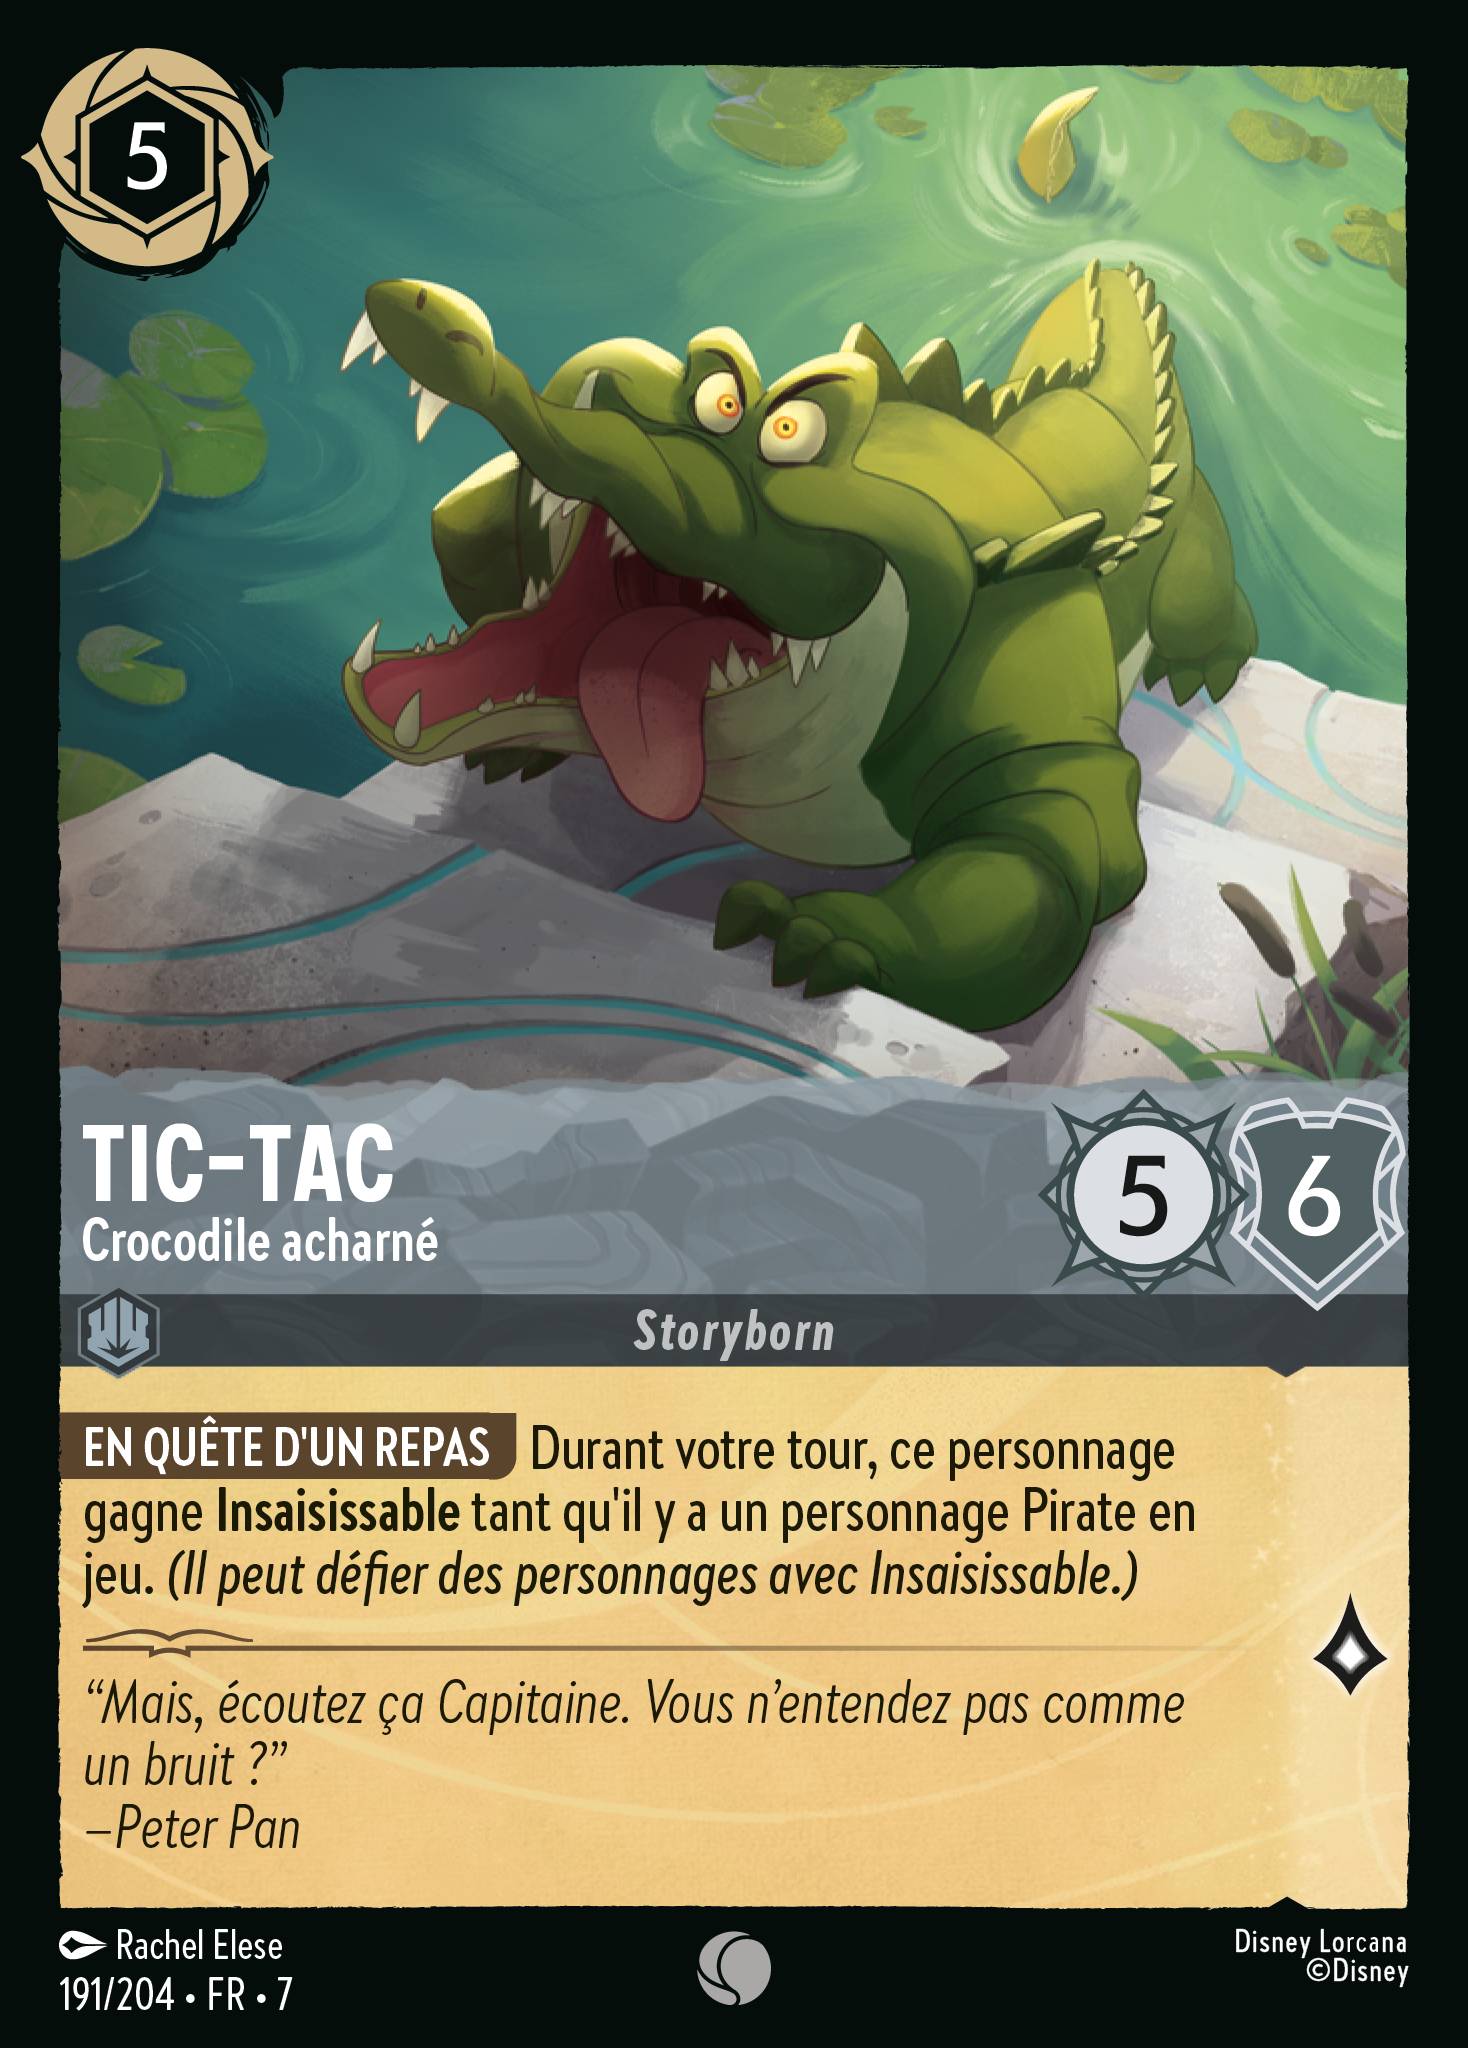 5
TIC-TAC
Crocodile acharné
5
6
Storyborn
EN QUÊTE D'UN REPAS Durant votre tour, ce personnage
gagne Insaisissable tant qu'il y a un personnage Pirate en
jeu. (Il peut défier des personnages avec Insaisissable.)
“Mais, écoutez ça Capitaine. Vous n’entendez pas comme
un bruit ?”
–Peter Pan
Rachel Elese
191/204 • FR • 7
Disney Lorcana
©Disney